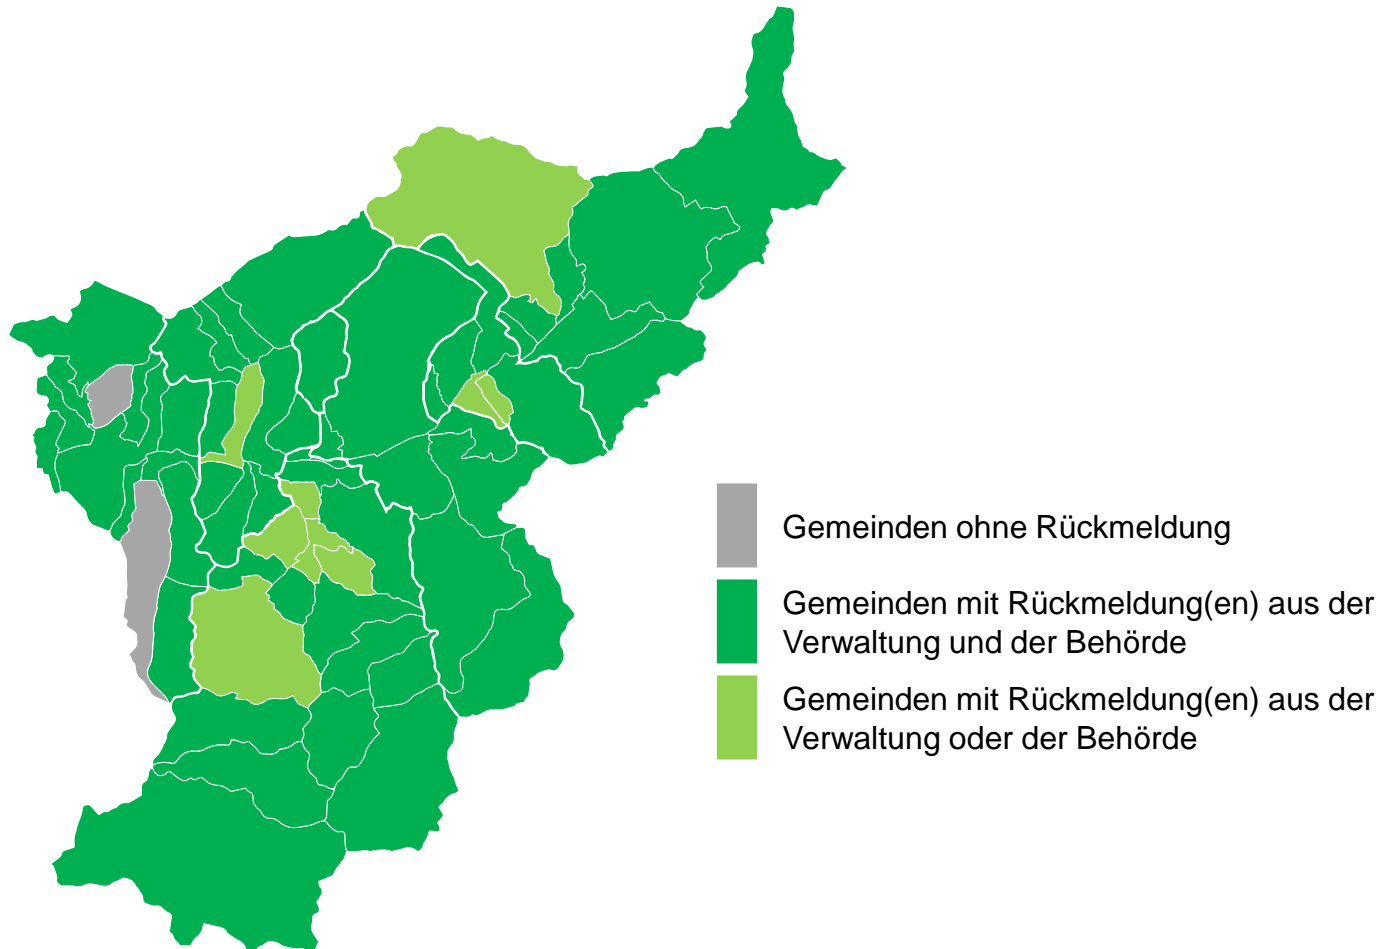 Gemeinden ohne Rückmeldung
Gemeinden mit Rückmeldung(en) aus der
Verwaltung und der Behörde
Gemeinden mit Rückmeldung(en) aus der
Verwaltung oder der Behörde